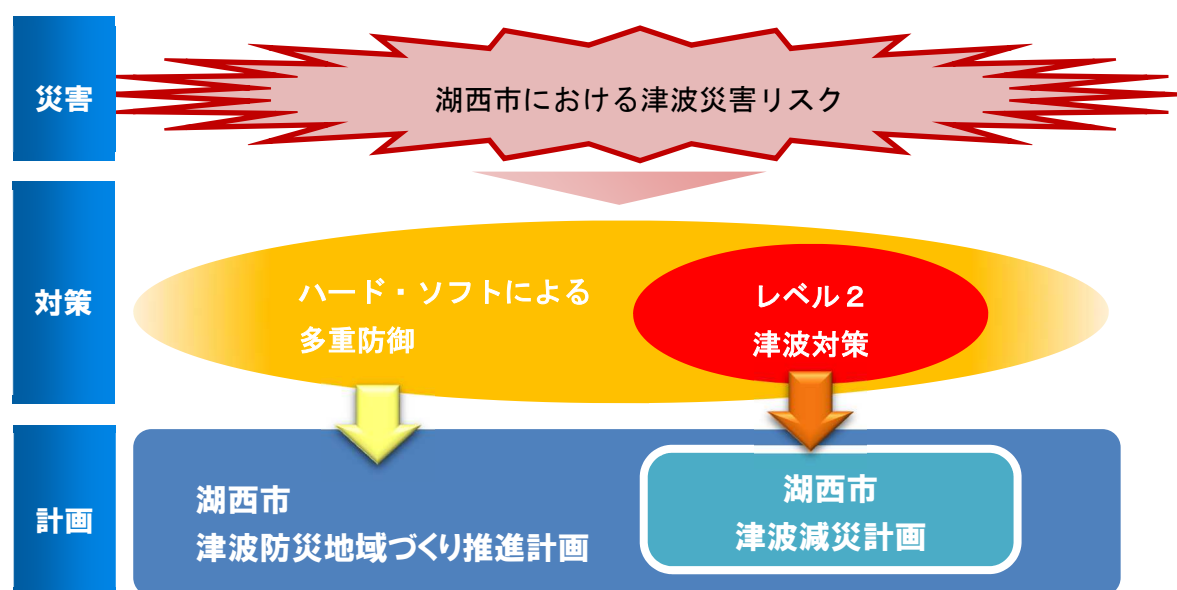 災害
湖西市における津波災害リスク
対策
ハード・ソフトによる
多重防御
レベル２
津波対策
計画
湖西市
津波防災地域づくり推進計画
湖西市
津波減災計画